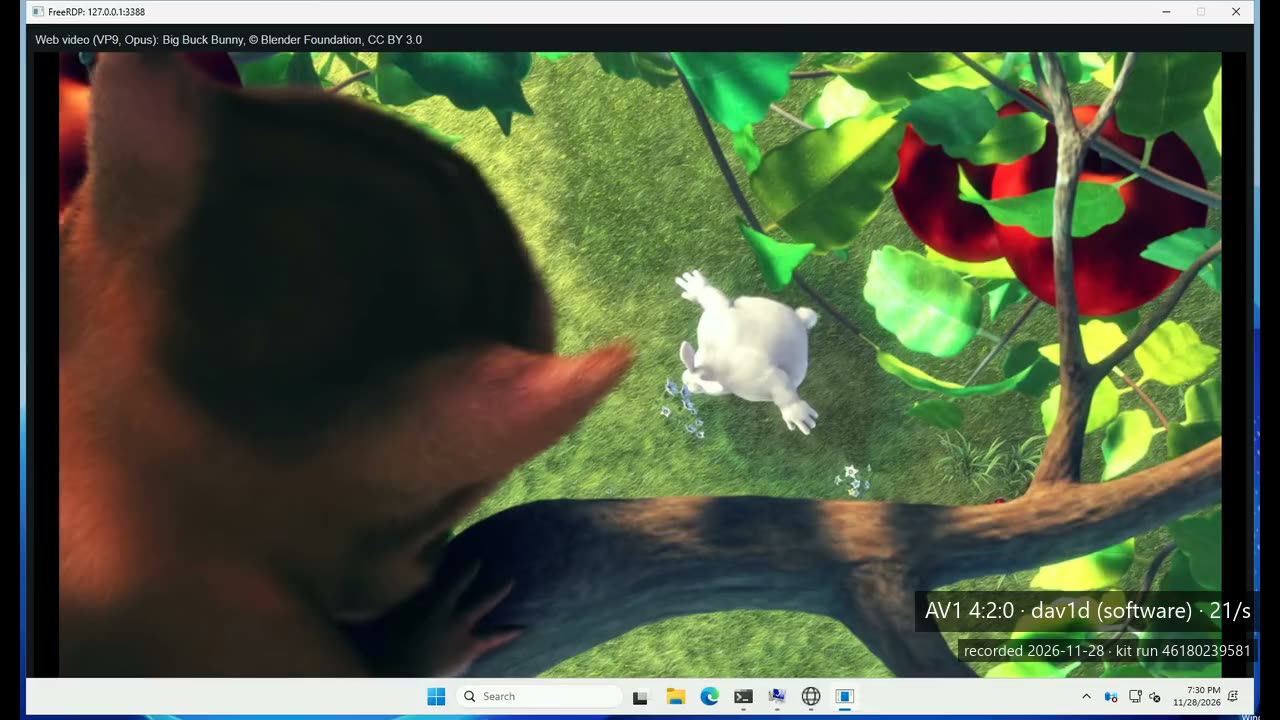 FreeRDP: 127.0.0.1:3388
Web video (VP9, Opus): Big Buck Bunny, © Blender Foundation, CC BY 3.0
AV1 4:2:0 · dav1d (software) · 21/s
recorded 2026-11-28 · kit run 46180239581
Search
7:30 PM
11/28/2026